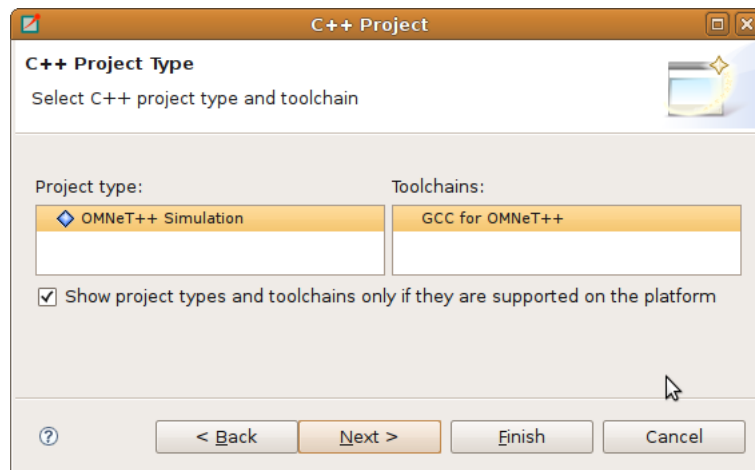 C++ Project
C++ Project Type
Select C++ project type and toolchain
Project type:
Toolchains:
OMNeT++ Simulation
GCC for OMNeT++
Show project types and toolchains only if they are supported on the platform
?
< Back
Next >
Finish
Cancel